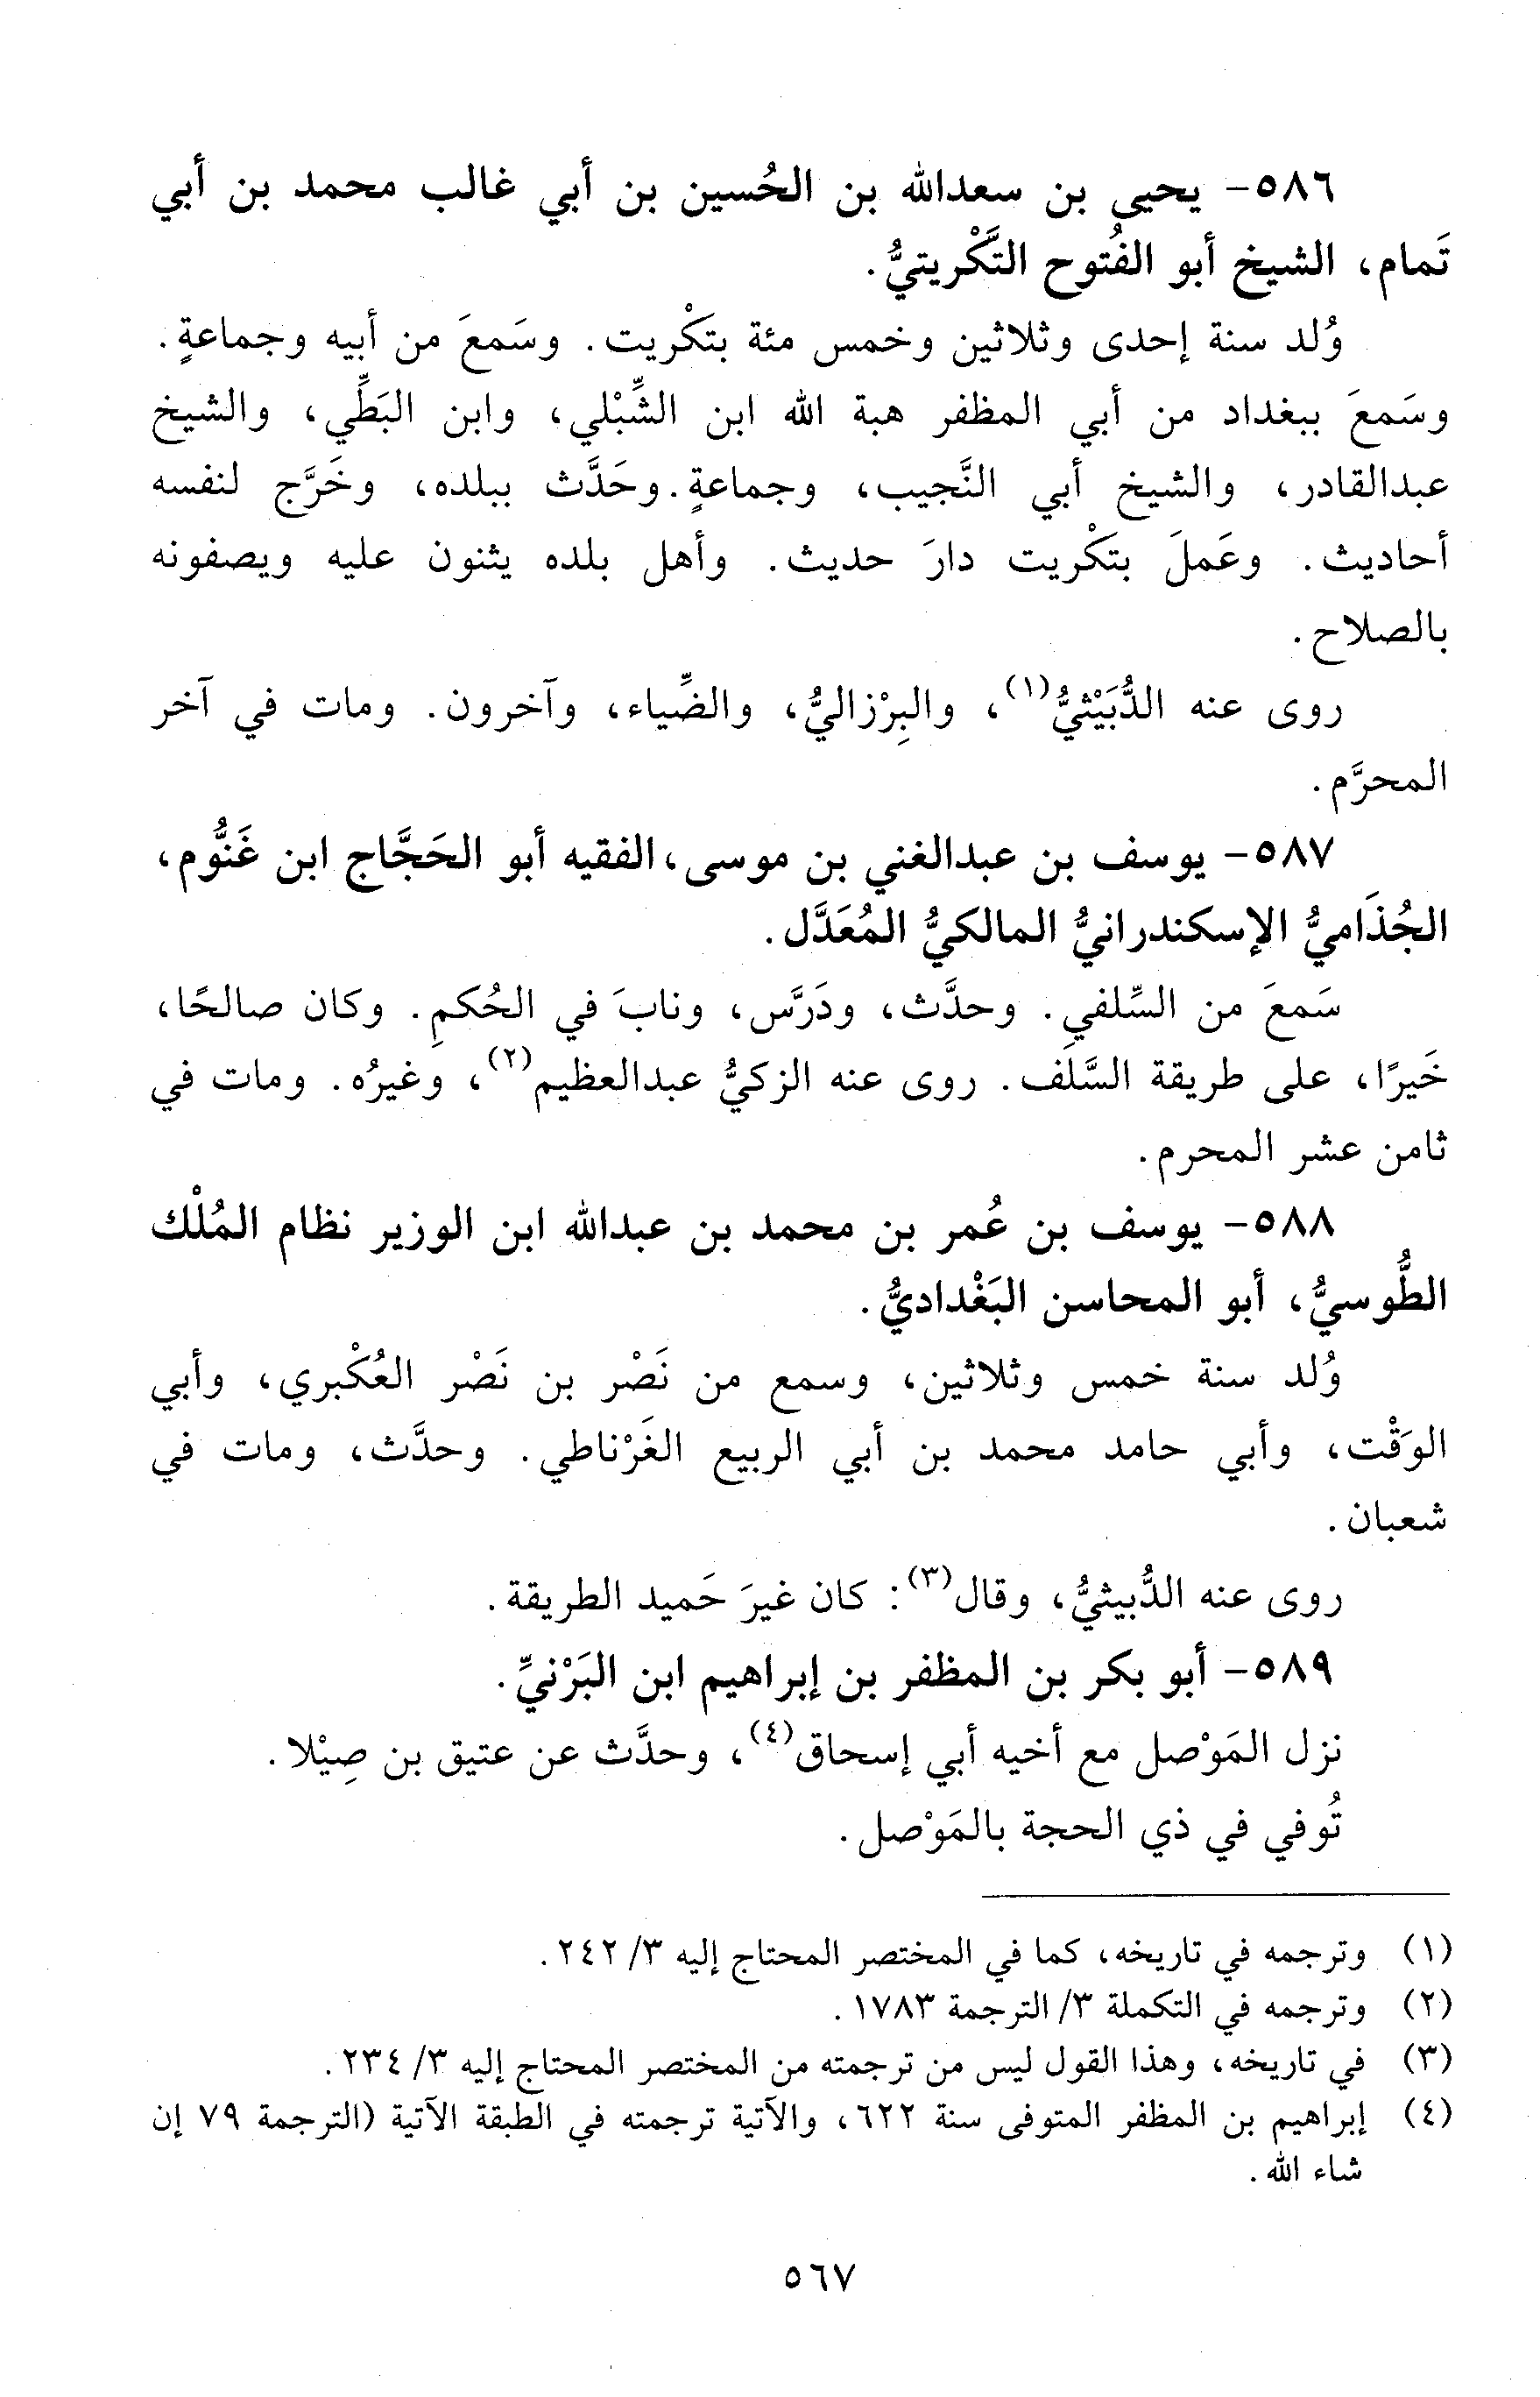 ٥٨٦- يحيى بن سعدالله بن الحُسين بن أبي غالب محمد بن أبي
تَمام، الشيخ أبو الفُتوح التَّكْريتيُّ.
وُلد سنة إحدى وثلاثين وخمس مئة بتكْريت. وسَمعَ من أبيه وجماعةٍ.
وسَمعَ ببغداد من أبي المظفر هبة الله ابن الشِّبْلي، وابن البَطِّي، والشيخ
عبدالقادر، والشيخ أبي النَّجيب، وجماعةٍ. وحَدَّث ببلده، وخَرَّج لنفسه
أحاديث. وعَملَ بتكْريت دارَ حديث. وأهل بلده يثنون عليه ويصفونه
بالصلاح.
روى عنه الدُّبَيْثيُّ(١)، والبِرْزاليُّ، والضِّياء، وآخرون. ومات في آخر
المحرَّم.
٥٨٧- يوسف بن عبدالغني بن موسى، الفقيه أبو الحَجَّاج ابن غَنُّوم،
الجُذَاميُّ الإسكندرانيُّ المالكيُّ المُعَدَّل.
سَمعَ من السِّلفي. وحدَّث، ودَرَّس، ونابَ في الحُكمِ. وكان صالحًا،
خَيرًا، على طريقة السَّلَف. روى عنه الزكيُّ عبدالعظيم(٢)، وغيرُه. ومات في
ثامن عشر المحرم.
٥٨٨- يوسف بن عُمر بن محمد بن عبدالله ابن الوزير نظام المُلْك
الطُّوسيُّ، أبو المحاسن البَغْداديُّ.
وُلد سنة خمس وثلاثين، وسمع من نَصْر بن نَصْر العُكْبري، وأبي
الوَقْت، وأبي حامد محمد بن أبي الربيع الغَرْناطي. وحدَّث، ومات في
شعبان.
روى عنه الدُّبيثيُّ، وقال(٣): كان غيرَ حَميد الطريقة.
٥٨٩- أبو بكر بن المظفر بن إبراهيم ابن البَرْنيِّ.
نزل المَوْصل مع أخيه أبي إسحاق(٤)، وحدَّث عن عتيق بن صِيْلا.
تُوفي في ذي الحجة بالمَوْصل.
(١) وترجمه في تاريخه، كما في المختصر المحتاج إليه ٣/ ٢٤٢.
(٢) وترجمه في التكملة ٣/ الترجمة ١٧٨٣.
(٣) في تاريخه، وهذا القول ليس من ترجمته من المختصر المحتاج إليه ٣/ ٢٣٤.
(٤) إبراهيم بن المظفر المتوفى سنة ٦٢٢، والآتية ترجمته في الطبقة الآتية (الترجمة ٧٩ إن
شاء الله.
٥٦٧